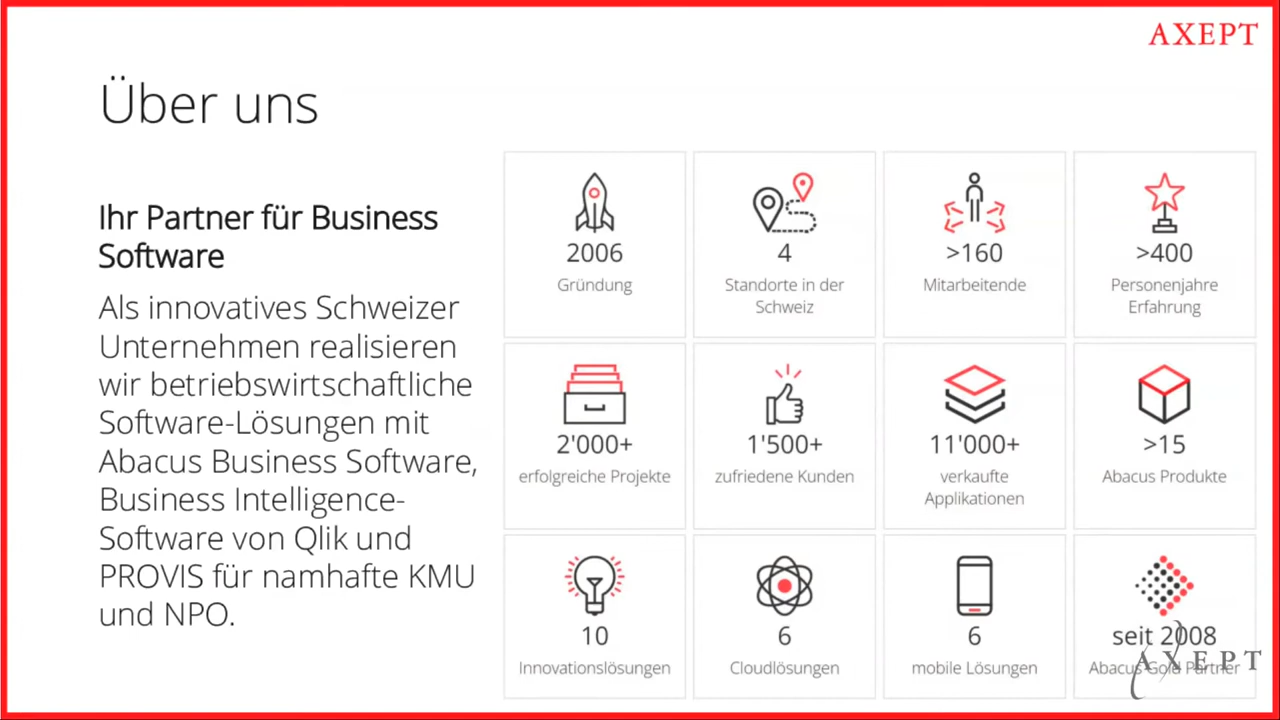 AXEPT
Über uns
Ihr Partner für Business
Software
Als innovatives Schweizer
Unternehmen realisieren
wir betriebswirtschaftliche
Software-Lösungen mit
Abacus Business Software,
Business Intelligence-
Software von Qlik und
PROVIS für namhafte KMU
und NPO.
2006
Gründung
4
Standorte in der
Schweiz
>160
Mitarbeitende
>400
Personenjahre
Erfahrung
2'000+
erfolgreiche Projekte
1'500+
zufriedene Kunden
11'000+
verkaufte
Applikationen
>15
Abacus Produkte
10
Innovationslösungen
6
Cloudlösungen
6
mobile Lösungen
seit 2008
Abacus Gold Partner
AXEPT